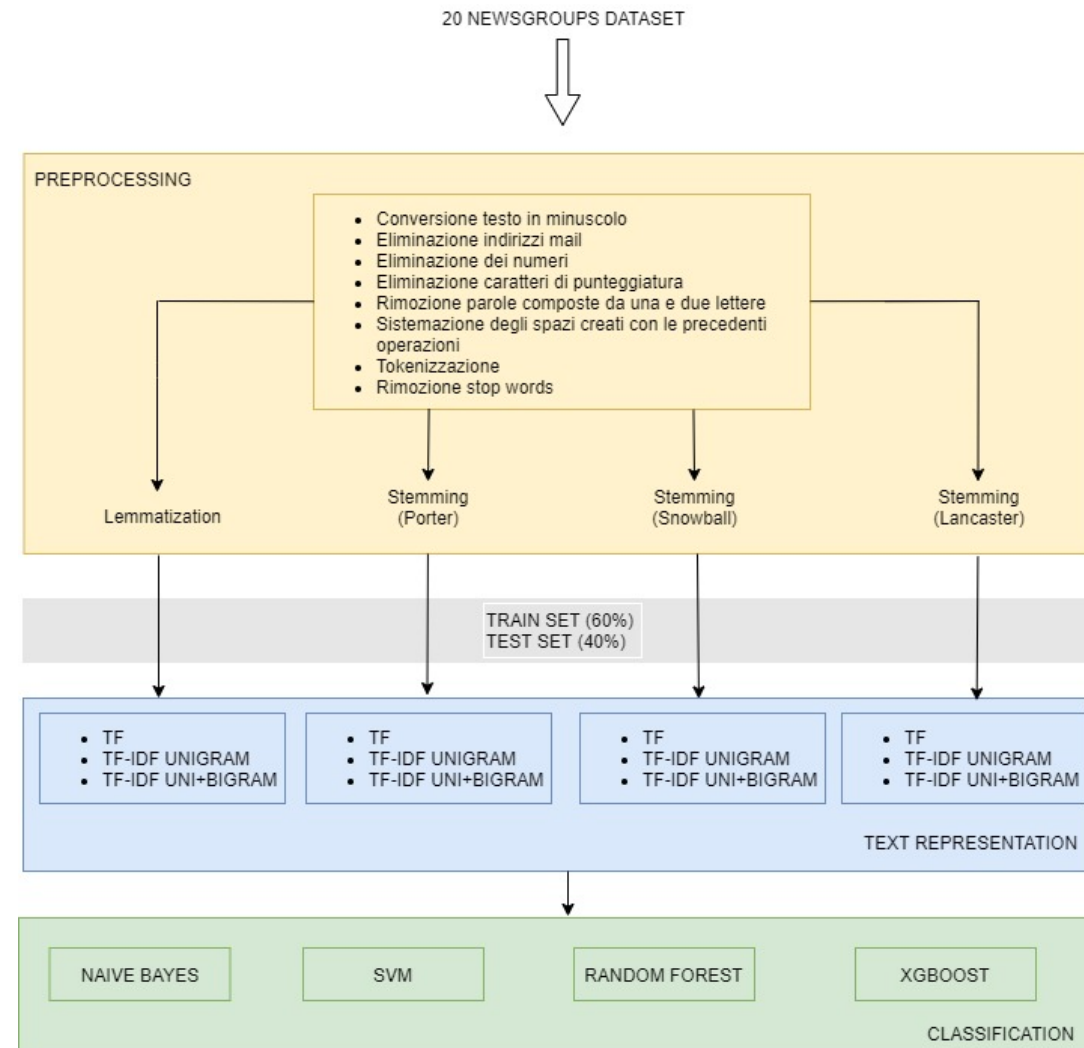 20 NEWSGROUPS DATASET
PREPROCESSING
• Conversione testo in minuscolo
• Eliminazione indirizzi mail
• Eliminazione dei numeri
• Eliminazione caratteri di punteggiatura
• Rimozione parole composte da una e due lettere
• Sistemazione degli spazi creati con le precedenti
operazioni
• Tokenizzazione
• Rimozione stop words
Lemmatization
Stemming
(Porter)
Stemming
(Snowball)
Stemming
(Lancaster)
TRAIN SET (60%)
TEST SET (40%)
• TF
• TF-IDF UNIGRAM
• TF-IDF UNI+BIGRAM
• TF
• TF-IDF UNIGRAM
• TF-IDF UNI+BIGRAM
• TF
• TF-IDF UNIGRAM
• TF-IDF UNI+BIGRAM
• TF
• TF-IDF UNIGRAM
• TF-IDF UNI+BIGRAM
TEXT REPRESENTATION
NAIVE BAYES
SVM
RANDOM FOREST
XGBOOST
CLASSIFICATION